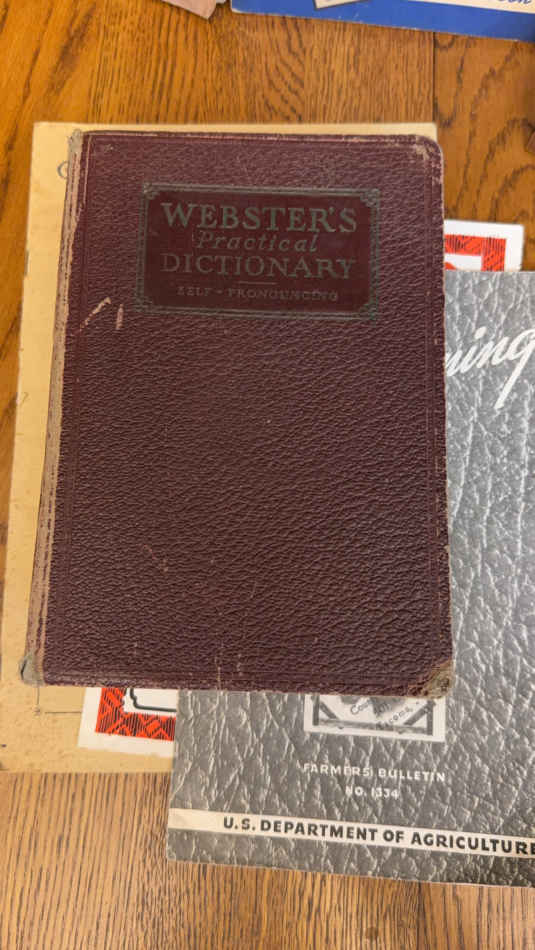 WEBSTER'S
Practical
DICTIONARY
SELF-PRONOUNCING
FARMERS' BULLETIN
NO. 1334
U.S. DEPARTMENT OF AGRICULTURE